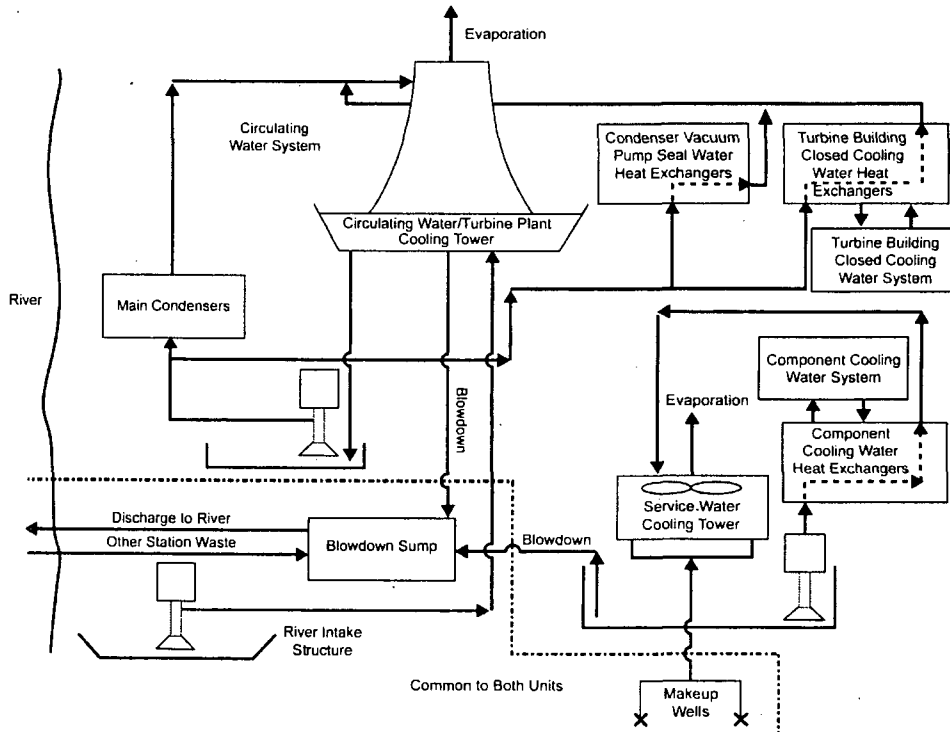 Evaporation
Circulating
Water System
Condenser Vacuum
Pump Seal Water
Heat Exchangers
Turbine Building
Closed Cooling
Water Heat
Exchangers
Circulating Water/Turbine Plant
Cooling Tower
Turbine Building
Closed Cooling
Water System
River
Main Condensers
Component Cooling
Water System
Evaporation
Blowdown
Component
Cooling Water
Heat Exchangers
Service Water
Cooling Tower
Discharge to River
Other Station Waste
Blowdown Sump
Blowdown
River Intake
Structure
Common to Both Units
Makeup
Wells